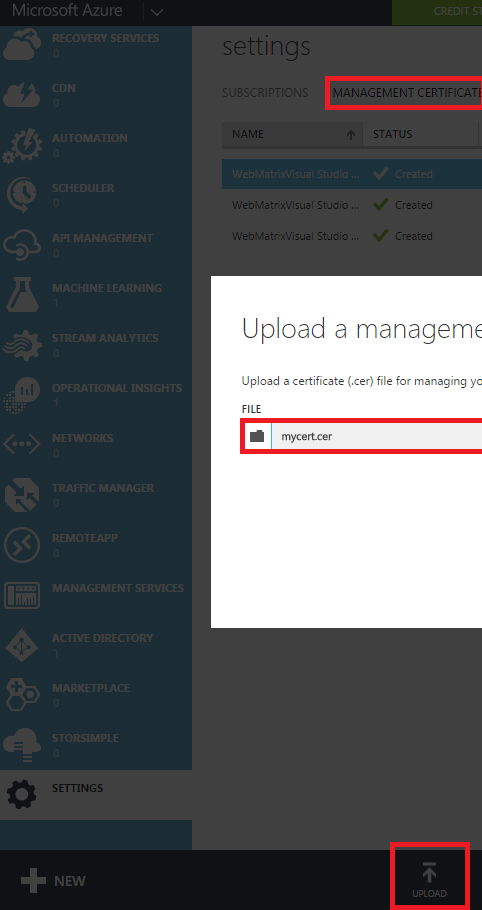 Microsoft Azure
CREDIT ST
RECOVERY SERVICES
0
CDN
0
AUTOMATION
0
SCHEDULER
0
API MANAGEMENT
0
MACHINE LEARNING
1
STREAM ANALYTICS
0
OPERATIONAL INSIGHTS
1
NETWORKS
0
TRAFFIC MANAGER
0
REMOTEAPP
0
MANAGEMENT SERVICES
ACTIVE DIRECTORY
1
MARKETPLACE
0
STORSIMPLE
0
SETTINGS
settings
SUBSCRIPTIONS MANAGEMENT CERTIFICATE
NAME STATUS
WebMatrixVisual Studio ... Created
WebMatrixVisual Studio ... Created
WebMatrixVisual Studio ... Created
Upload a manageme
Upload a certificate (.cer) file for managing yo
FILE
mycert.cer
NEW
UPLOAD